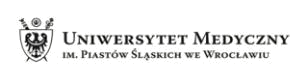 UNIWERSYTET MEDYCZNY
IM. PIASTÓW ŚLĄSKICH WE WROCŁAWIU